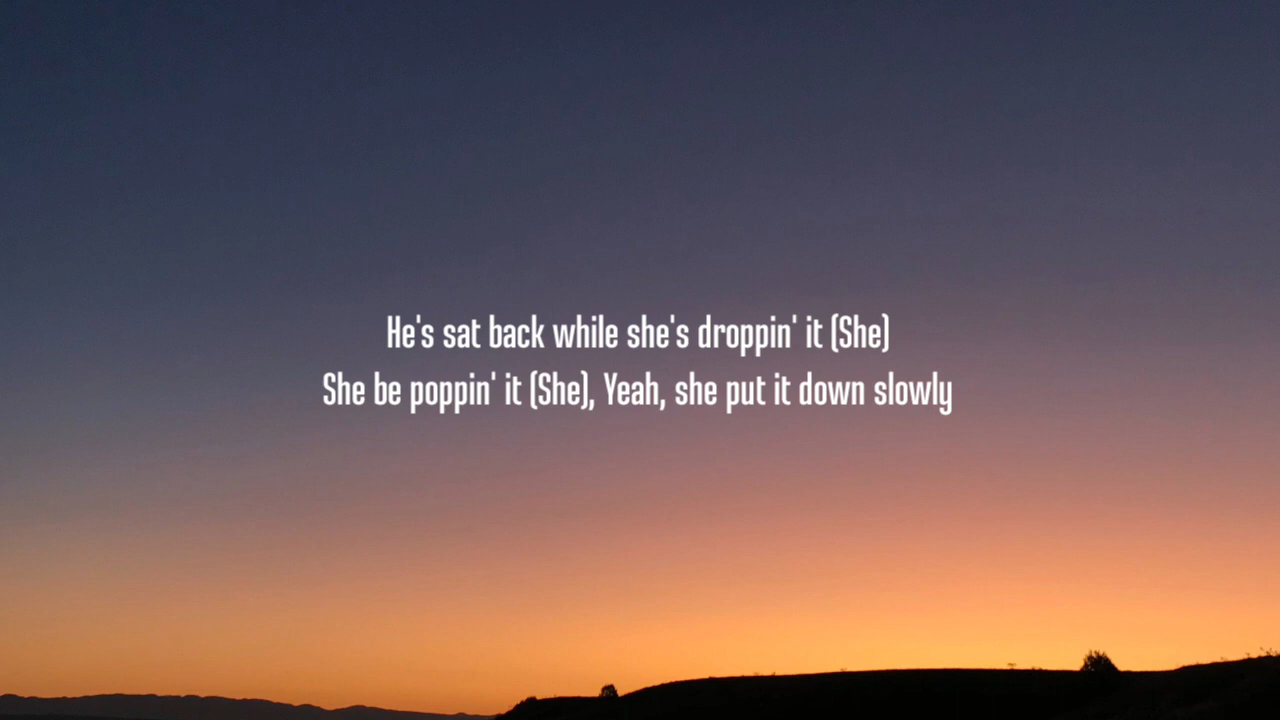 He's sat back while she's droppin' it (She)
She be poppin' it (She), Yeah, she put it down slowly